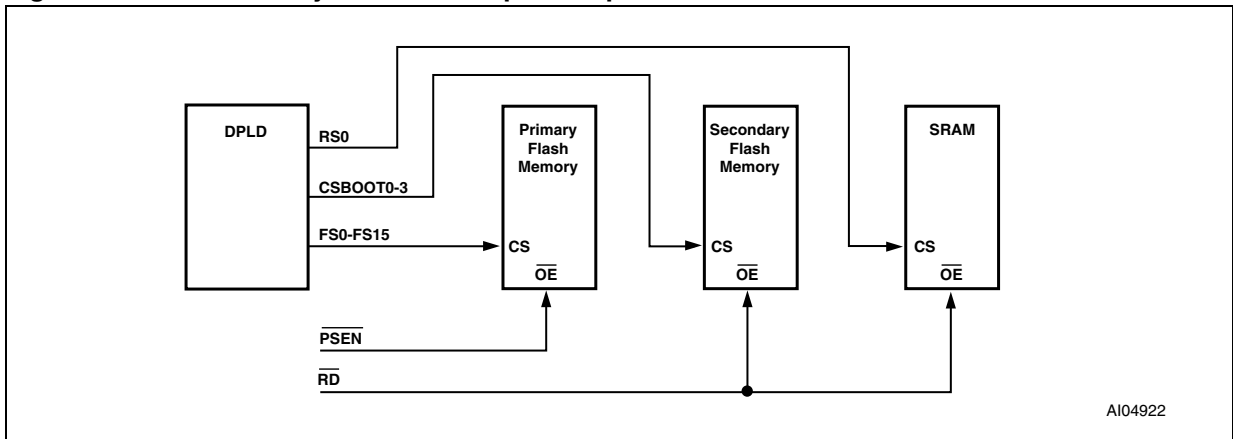 DPLD
RS0
CSBOOT0-3
FS0-FS15
Primary
Flash
Memory
CS
OE
Secondary
Flash
Memory
CS
OE
SRAM
CS
OE
PSEN
RD
AI04922